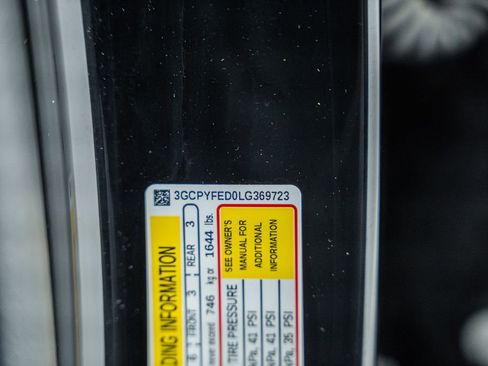 3GCPYFED0LG369723
DING INFORMATION
6 FRONT 3 REAR 3
never exceed 746 kg or 1644 lbs.
TIRE PRESSURE
SEE OWNER'S
MANUAL FOR
ADDITIONAL
INFORMATION
kPa, 41 PSI
kPa, 41 PSI
kPa, 35 PSI